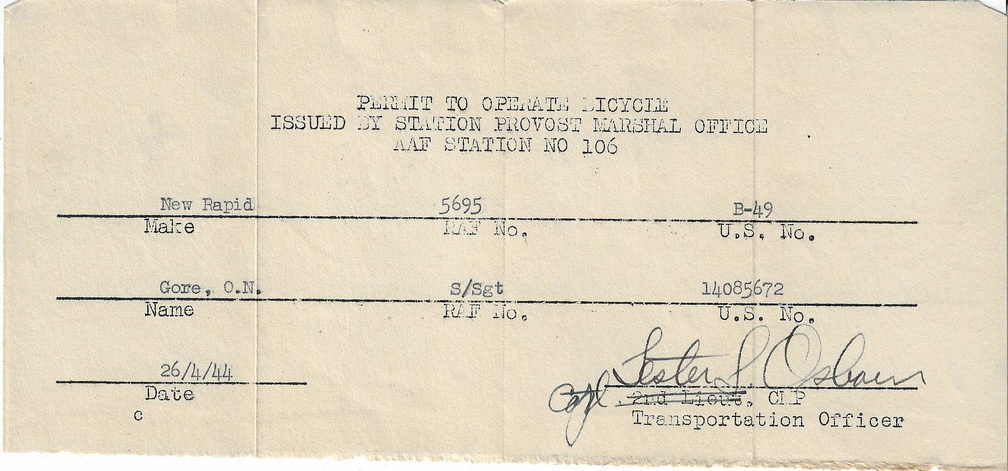 PERMIT TO OPERATE BICYCLE
ISSUED BY STATION PROVOST MARSHAL OFFICE
AAF STATION NO 106
New Rapid 5695 B-49
Make RAF No. U.S. No.
Gore, O.N. S/Sgt 14085672
Name RAF No. U.S. No.
26/4/44 Lester J. Osborn
Date Capt. 2nd Lieut, CMP
C Transportation Officer